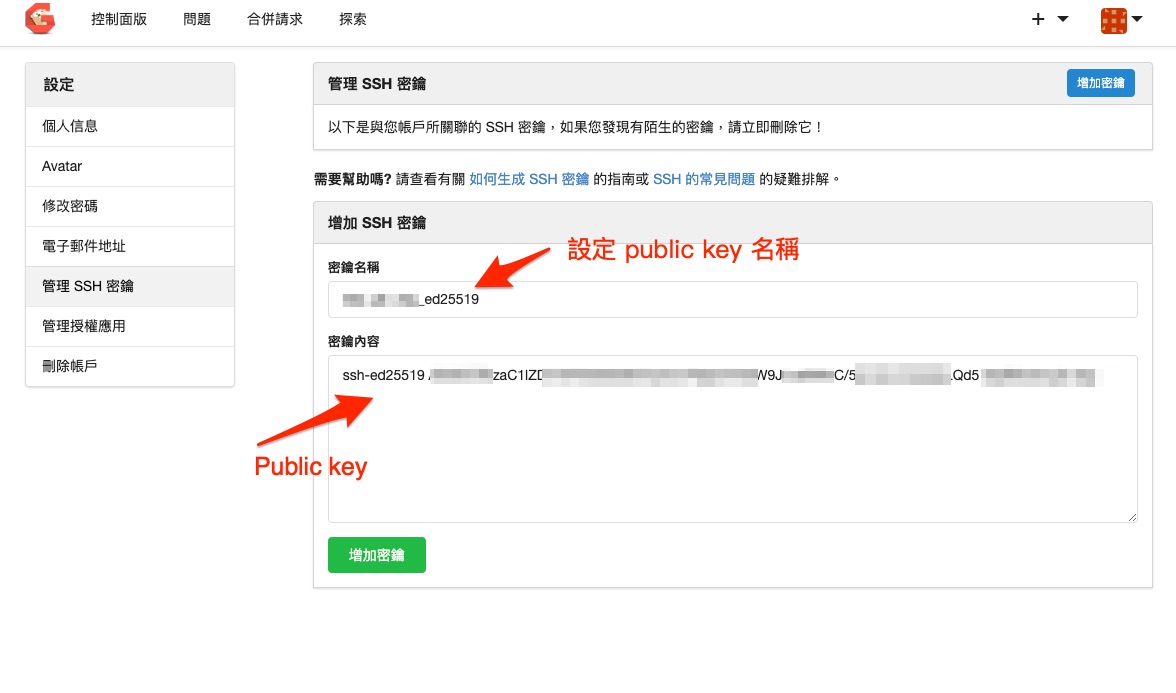 控制面版 問題 合併請求 探索
設定
個人信息
Avatar
修改密碼
電子郵件地址
管理 SSH 密鑰
管理授權應用
刪除帳戶
管理 SSH 密鑰 增加密鑰
以下是與您帳戶所關聯的 SSH 密鑰，如果您發現有陌生的密鑰，請立即刪除它！
需要幫助嗎? 請查看有關 如何生成 SSH 密鑰 的指南或 SSH 的常見問題 的疑難排解。
增加 SSH 密鑰
設定 public key 名稱
密鑰名稱
_ed25519
密鑰內容
ssh-ed25519 zaC1lZD W9J C/5 .Qd5
Public key
增加密鑰